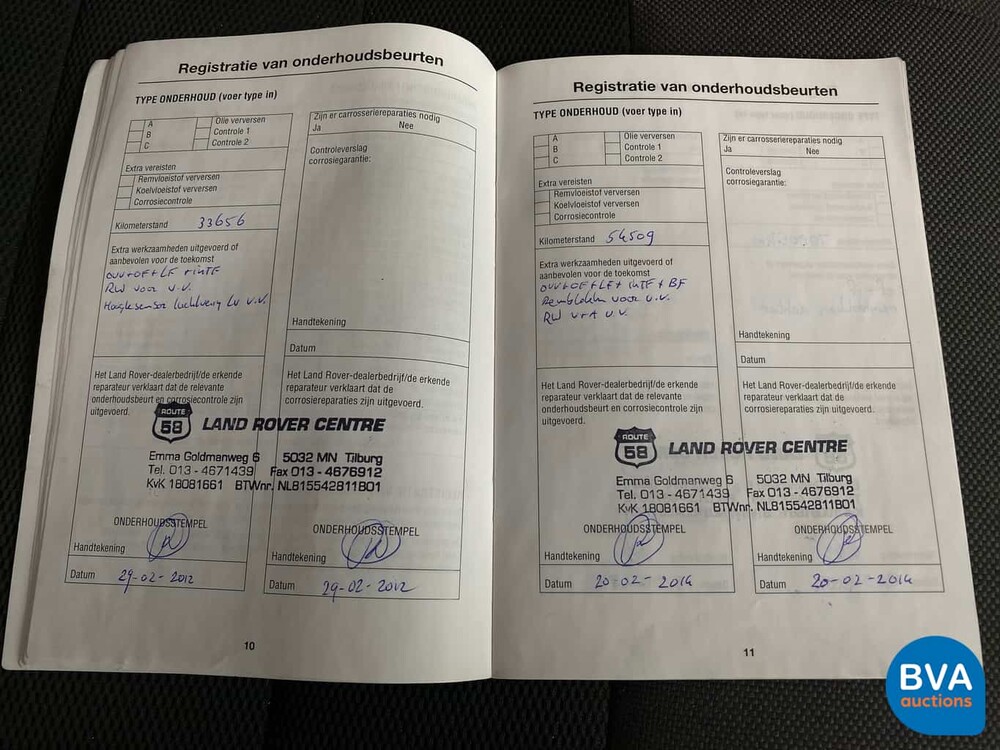 Registratie van onderhoudsbeurten
TYPE ONDERHOUD (voer type in)
A
B
C
Olie verversen
Controle 1
Controle 2
Extra vereisten
Remvloeistof verversen
Koelvloeistof verversen
Corrosiecontrole
Kilometerstand 33656
Extra werkzaamheden uitgevoerd of
aanbevolen voor de toekomst
RW voor v.v.
Hoogtesensor luchtvering LV v.v.
Het Land Rover-dealerbedrijf/de erkende
reparateur verklaart dat de relevante
onderhoudsbeurt en corrosiecontrole zijn
uitgevoerd.
Zijn er carrosseriereparaties nodig
Ja Nee
Controleverslag
corrosiegarantie:
Handtekening
Datum
Het Land Rover-dealerbedrijf/de erkende
reparateur verklaart dat de
corrosiereparaties zijn uitgevoerd.
ROUTE
58
LAND ROVER CENTRE
Emma Goldmanweg 6 5032 MN Tilburg
Tel. 013 - 4671439 Fax 013 - 4676912
KvK 18081661 BTWnr. NL815542811B01
ONDERHOUDSSTEMPEL
Handtekening
Datum 29-02-2012
ONDERHOUDSSTEMPEL
Handtekening
Datum 29-02-2012
10
Registratie van onderhoudsbeurten
TYPE ONDERHOUD (voer type in)
A
B
C
Olie verversen
Controle 1
Controle 2
Extra vereisten
Remvloeistof verversen
Koelvloeistof verversen
Corrosiecontrole
Kilometerstand 54509
Extra werkzaamheden uitgevoerd of
aanbevolen voor de toekomst
Remblokken voor v.v.
RW v+A v.v.
Het Land Rover-dealerbedrijf/de erkende
reparateur verklaart dat de relevante
onderhoudsbeurt en corrosiecontrole zijn
uitgevoerd.
Zijn er carrosseriereparaties nodig
Ja Nee
Controleverslag
corrosiegarantie:
Handtekening
Datum
Het Land Rover-dealerbedrijf/de erkende
reparateur verklaart dat de
corrosiereparaties zijn uitgevoerd.
ROUTE
58
LAND ROVER CENTRE
Emma Goldmanweg 6 5032 MN Tilburg
Tel. 013 - 4671439 Fax 013 - 4676912
KvK 18081661 BTWnr. NL815542811B01
ONDERHOUDSSTEMPEL
Handtekening
Datum 20-02-2014
ONDERHOUDSSTEMPEL
Handtekening
Datum 20-02-2014
11
BVA
auctions